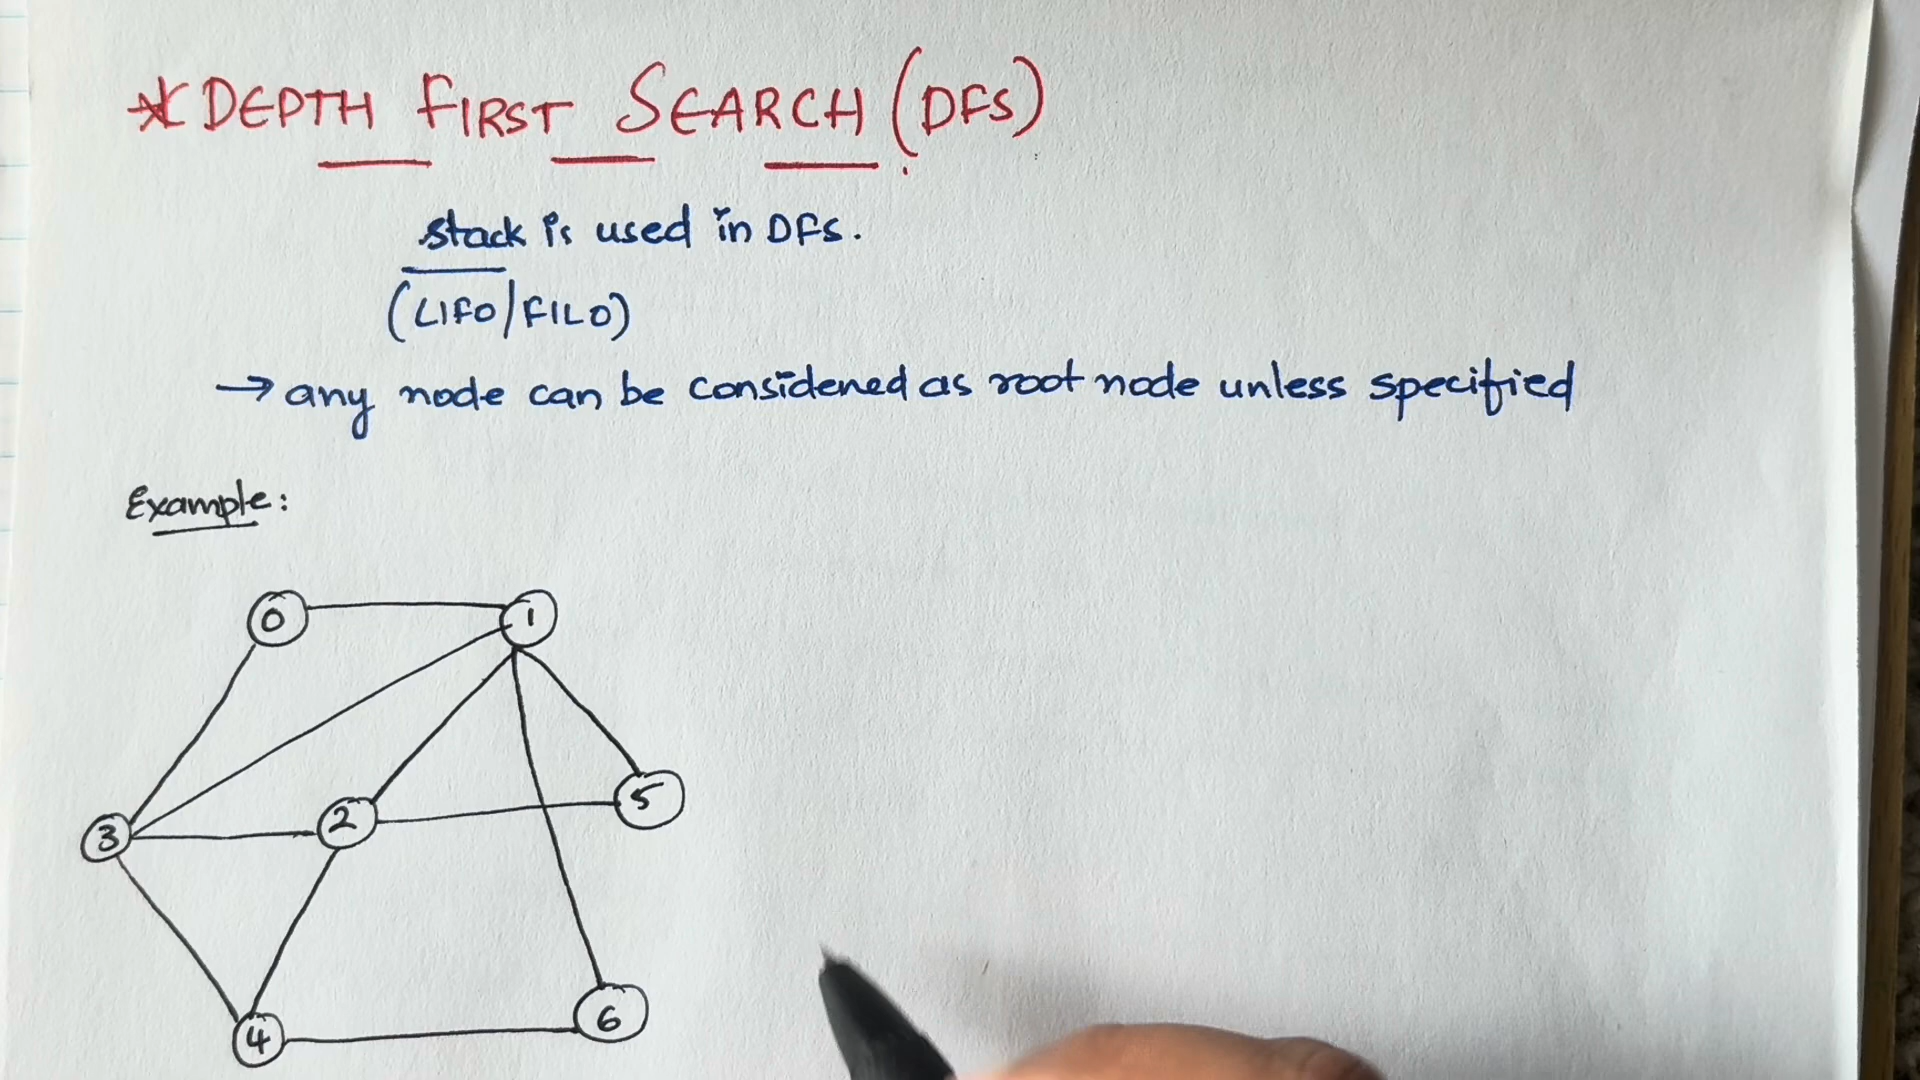 * DEPTH FIRST SEARCH (DFS)
stack is used in DFS.
(LIFO/FILO)
→ any node can be considened as root node unless specified
Example:
0 1
5
3 2
6
4